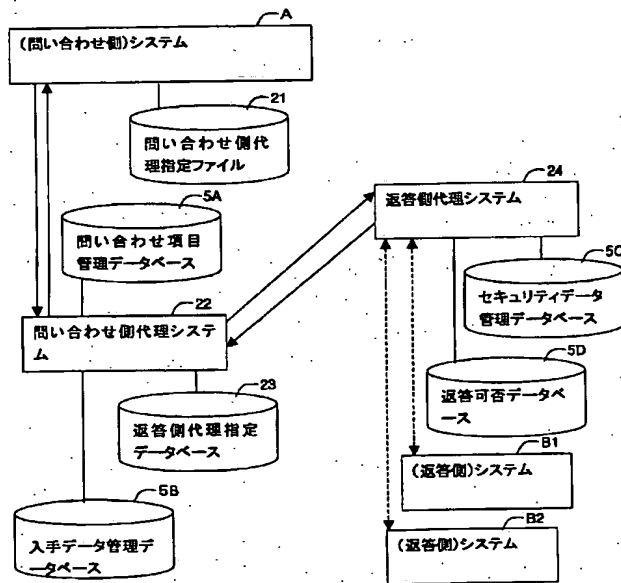 A
(問い合わせ側)システム
21
問い合わせ側代
理指定ファイル
5A
問い合わせ項目
管理データベース
22
問い合わせ側代理システ
ム
23
返答側代理指定
データベース
5B
入手データ管理デ
ータベース
24
返答側代理システム
5C
セキュリティデータ
管理データベース
5D
返答可否データベ
ース
B1
(返答側)システム
B2
(返答側)システム